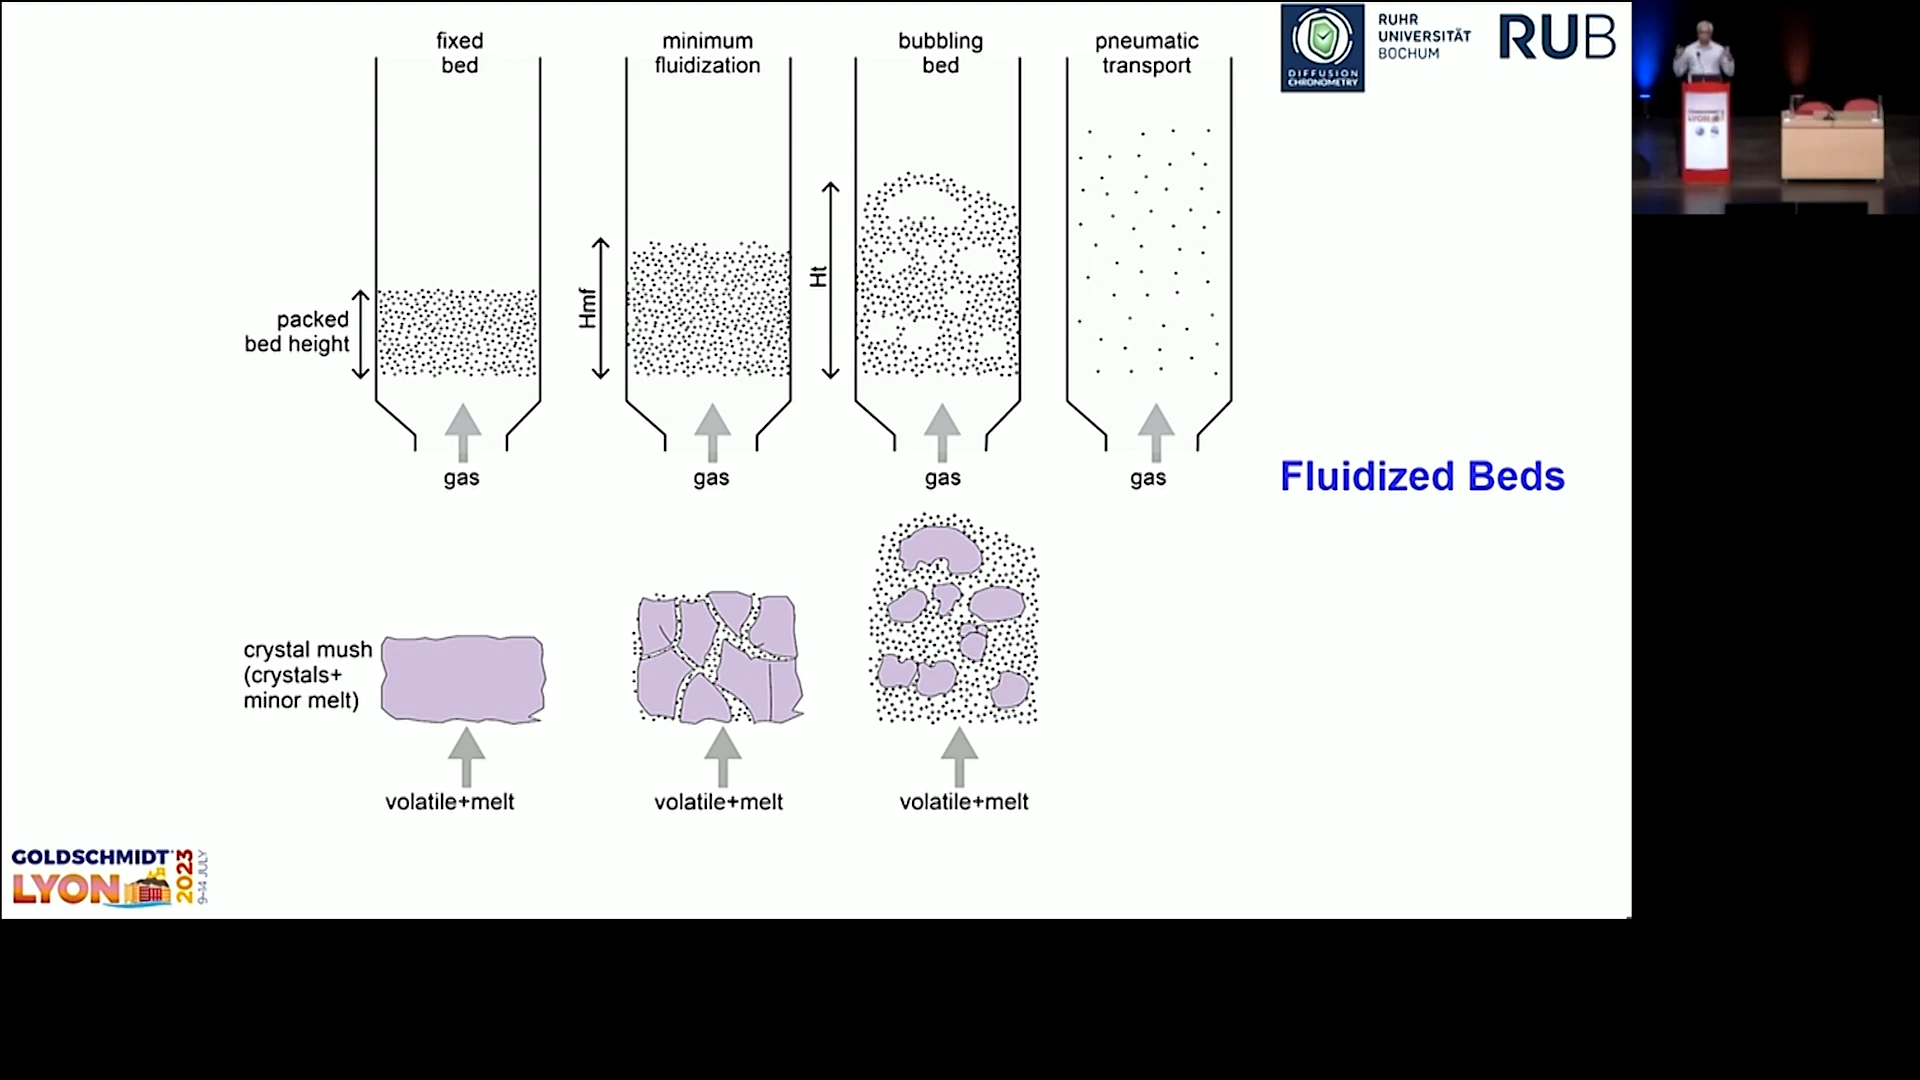 fixed
bed
minimum
fluidization
bubbling
bed
pneumatic
transport
DIFFUSION
CHRONOMETRY
RUHR
UNIVERSITÄT
BOCHUM
RUB
packed
bed height
Hmf
Ht
gas
gas
gas
gas
Fluidized Beds
crystal mush
(crystals+
minor melt)
volatile+melt
volatile+melt
volatile+melt
GOLDSCHMIDT
LYON
2023
9-14 JULY
LYON